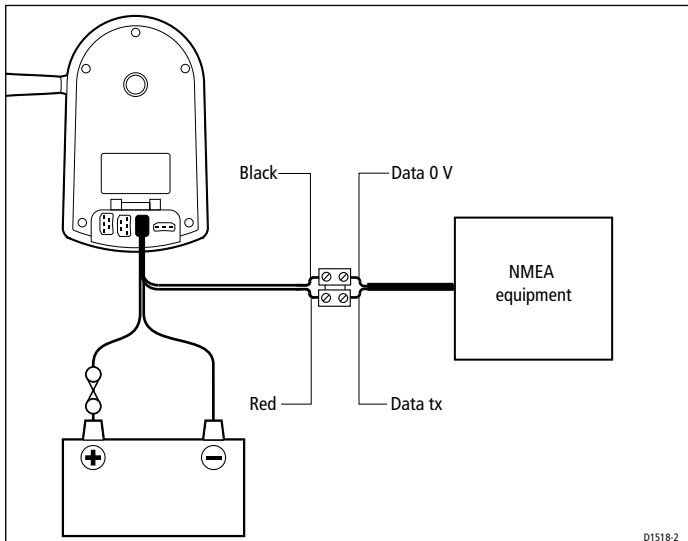 Black
Data 0 V
NMEA
equipment
Red
Data tx
D1518-2